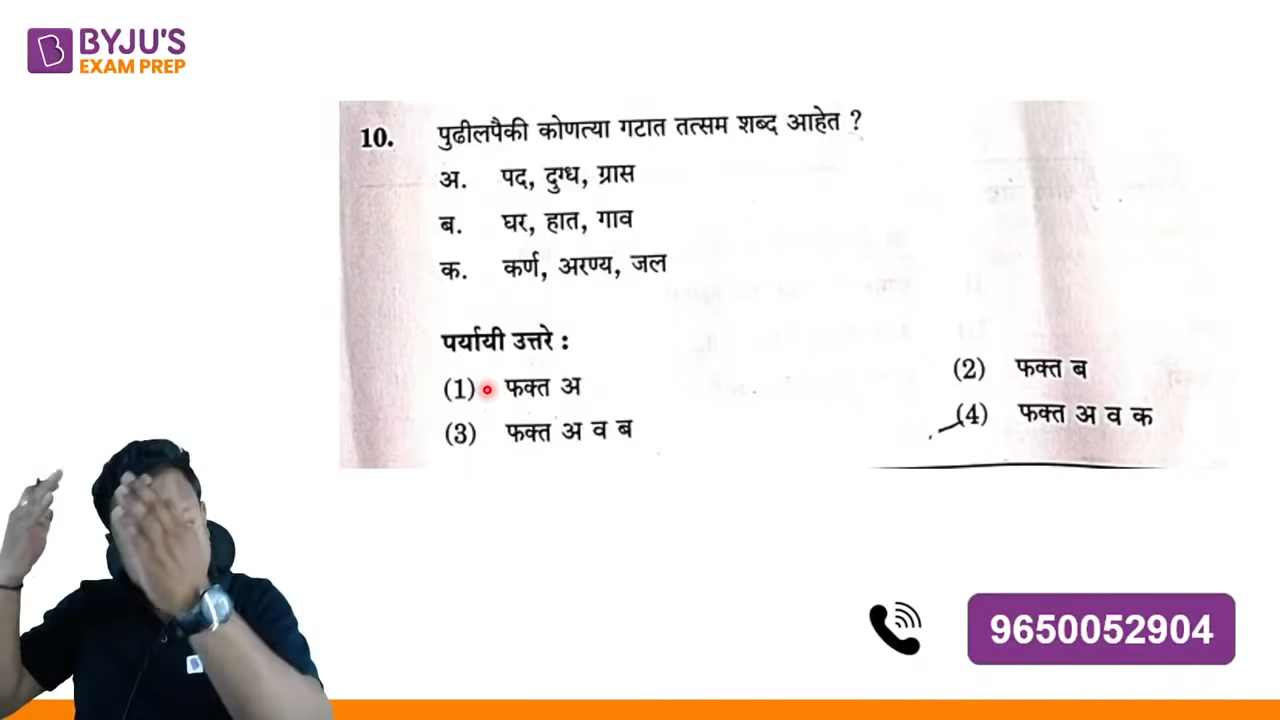 BYJU'S
EXAM PREP
10. पुढीलपैकी कोणत्या गटात तत्सम शब्द आहेत ?
अ. पद, दुग्ध, ग्रास
ब. घर, हात, गाव
क. कर्ण, अरण्य, जल
पर्यायी उत्तरे :
(1) फक्त अ
(2) फक्त ब
(3) फक्त अ व ब
(4) फक्त अ व क
9650052904